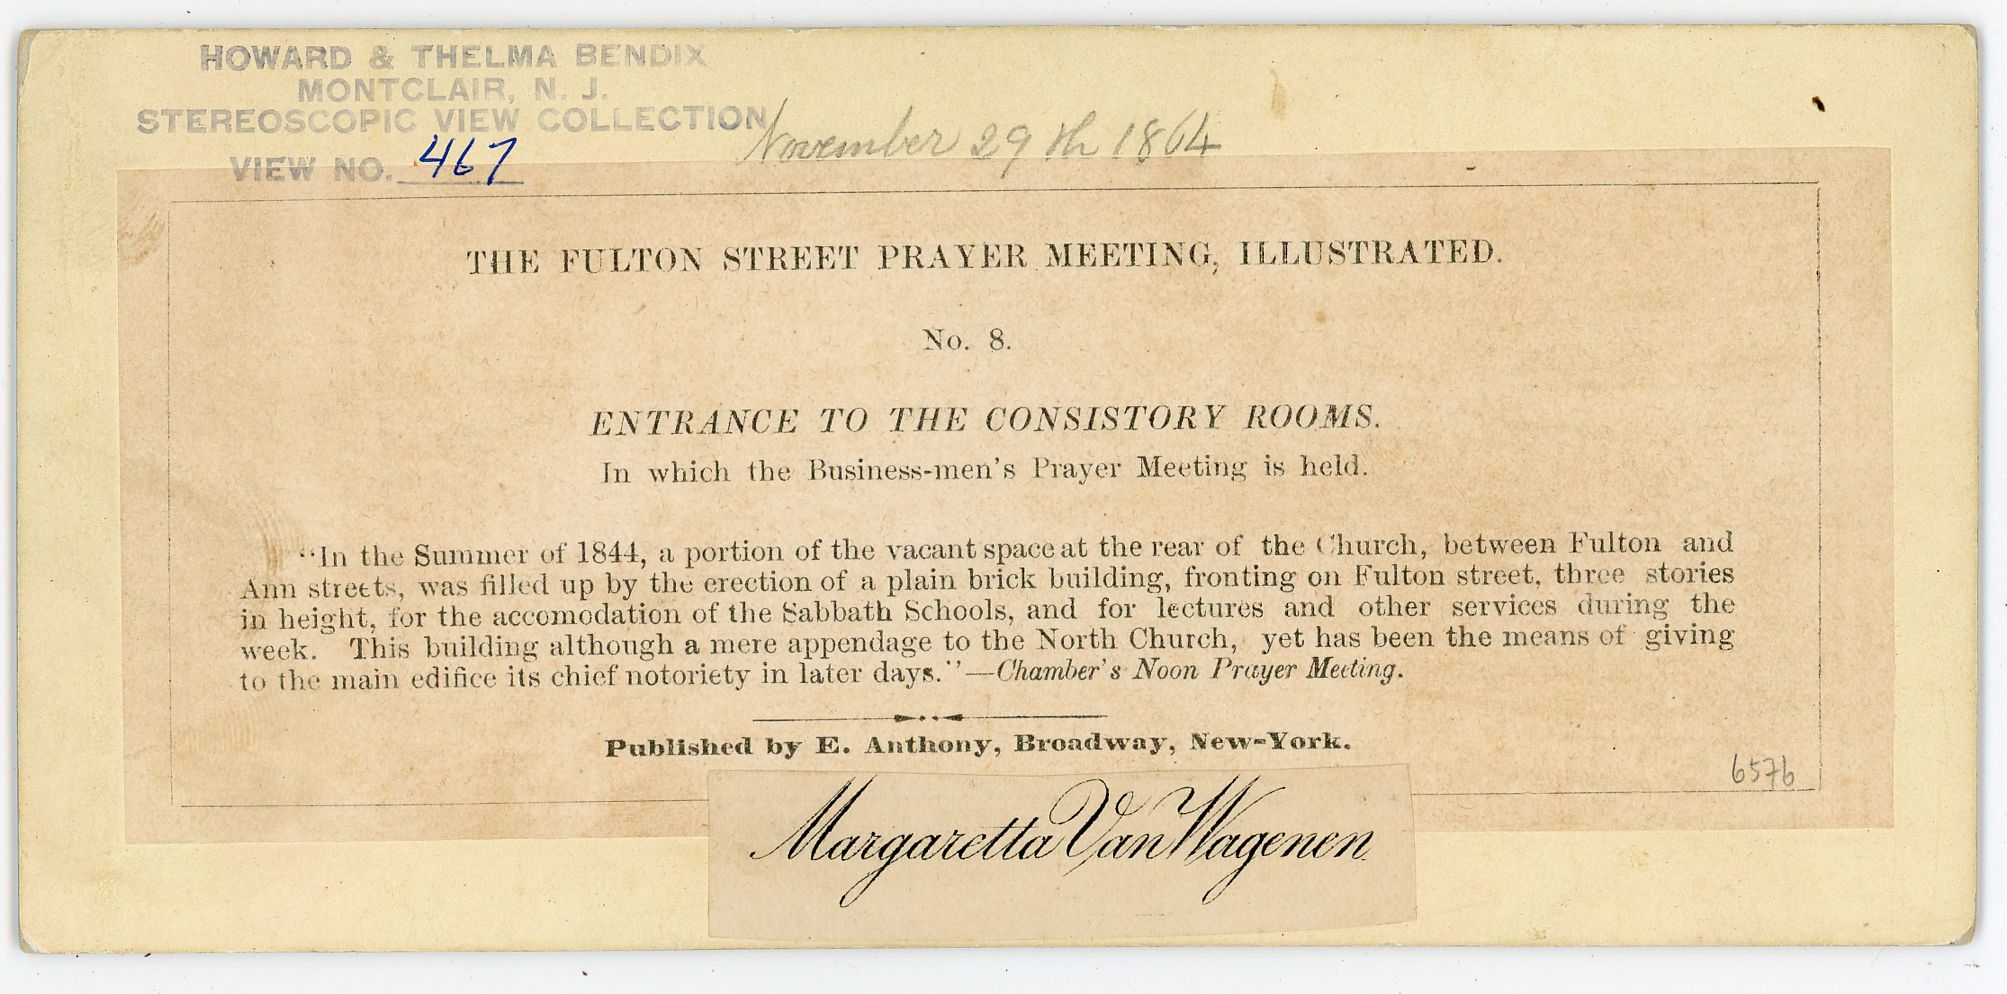 HOWARD & THELMA BENDIX
MONTCLAIR, N. J.
STEREOSCOPIC VIEW COLLECTION
VIEW NO. 467
November 29th 1864
THE FULTON STREET PRAYER MEETING, ILLUSTRATED.
No. 8.
ENTRANCE TO THE CONSISTORY ROOMS.
In which the Business-men's Prayer Meeting is held.
"In the Summer of 1844, a portion of the vacant space at the rear of the Church, between Fulton and
Ann streets, was filled up by the erection of a plain brick building, fronting on Fulton street, three stories
in height, for the accomodation of the Sabbath Schools, and for lectures and other services during the
week. This building although a mere appendage to the North Church, yet has been the means of giving
to the main edifice its chief notoriety in later days."—Chamber's Noon Prayer Meeting.
Published by E. Anthony, Broadway, New-York.
6576
Margaretta Van Wagenen